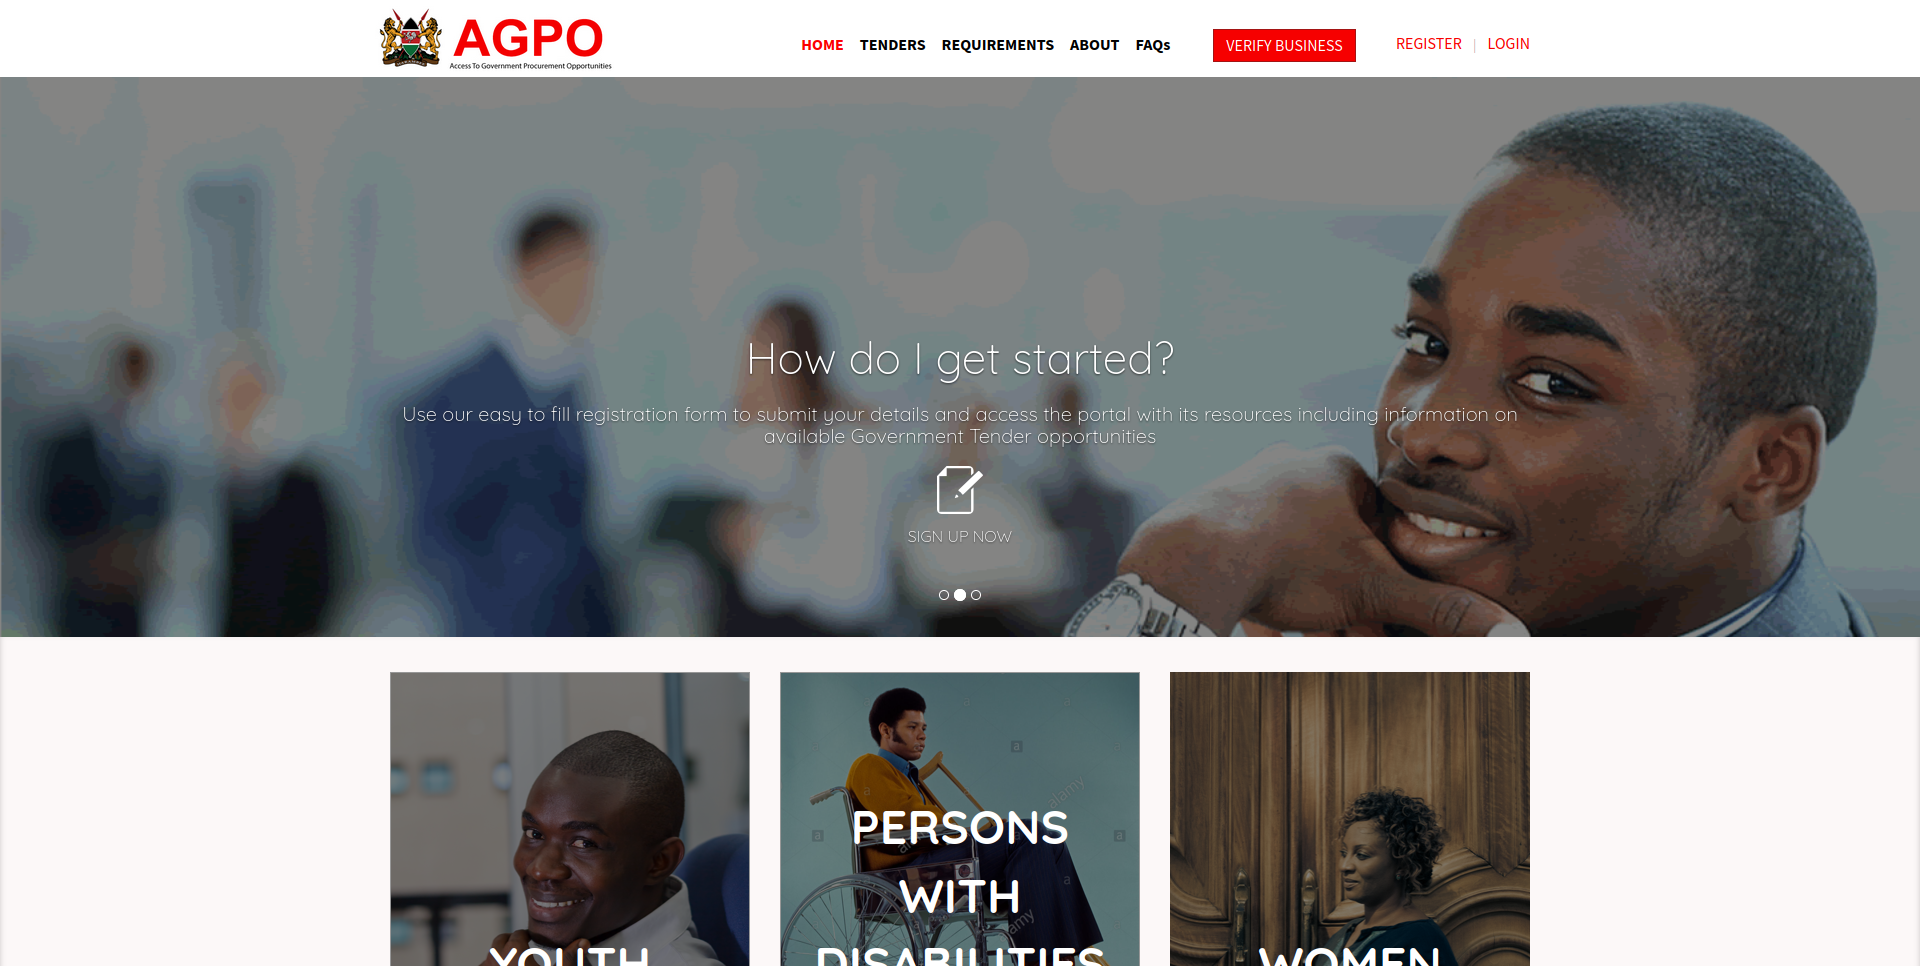 AGPO
Access To Government Procurement Opportunities
HOME TENDERS REQUIREMENTS ABOUT FAQs VERIFY BUSINESS REGISTER | LOGIN
How do I get started?
Use our easy to fill registration form to submit your details and access the portal with its resources including information on
available Government Tender opportunities
SIGN UP NOW
YOUTH
PERSONS
WITH
DISABILITIES
alamy
WOMEN